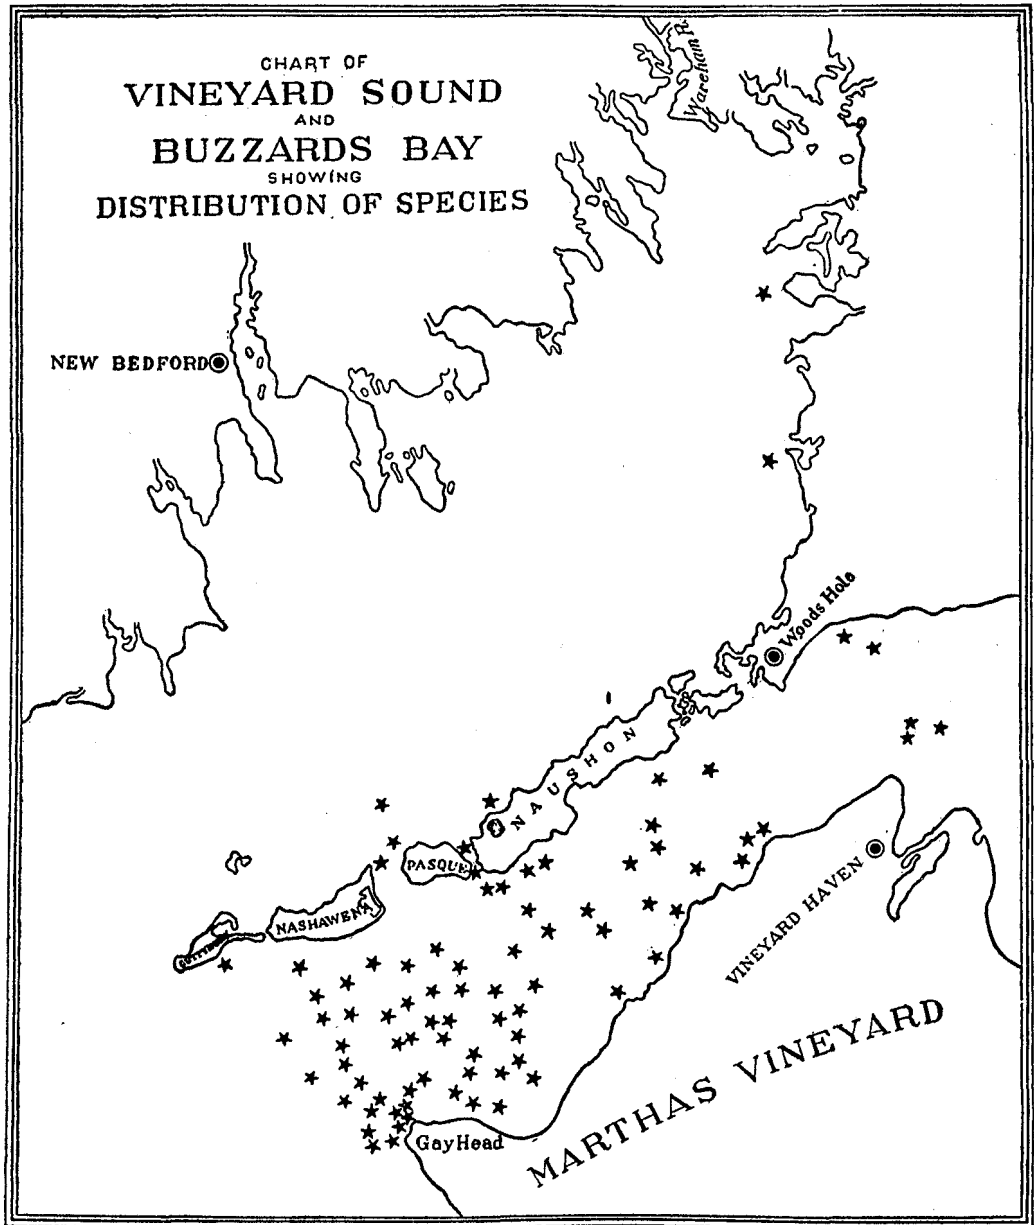 CHART OF
VINEYARD SOUND
AND
BUZZARDS BAY
SHOWING
DISTRIBUTION OF SPECIES
Wareham R.
NEW BEDFORD
Woods Hole
NAUSHON
PASQUE
NASHAWENA
VINEYARD HAVEN
MARTHAS VINEYARD
Gay Head